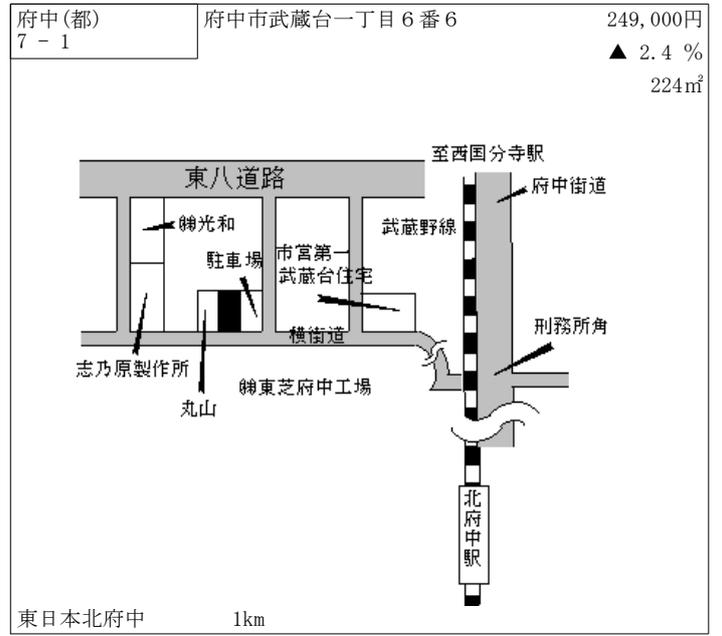 府中(都)
7 - 1
府中市武蔵台一丁目６番６
249,000円
▲ 2.4 %
224㎡
至西国分寺駅
東八道路
府中街道
㈱光和
武蔵野線
駐車場
市営第一
武蔵台住宅
横街道
刑務所角
志乃原製作所
㈱東芝府中工場
丸山
北府中駅
東日本北府中
1km